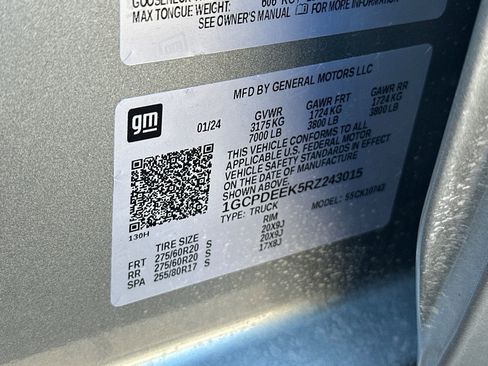 GOOSENECK
MAX TONGUE WEIGHT: 606 KG
SEE OWNER'S MANUAL FOR MORE INFORMATION
MFD BY GENERAL MOTORS LLC
gm
01/24 GVWR GAWR FRT GAWR RR
3175 KG 1724 KG 1724 KG
7000 LB 3800 LB 3800 LB
THIS VEHICLE CONFORMS TO ALL
APPLICABLE U.S. FEDERAL MOTOR
VEHICLE SAFETY STANDARDS IN EFFECT
ON THE DATE OF MANUFACTURE
SHOWN ABOVE.
1GCPDEEK5RZ243015
TYPE: TRUCK MODEL:
130H
TIRE SIZE RIM
FRT 275/60R20 S 20X9J
RR 275/60R20 S 20X9J
SPA 255/80R17 S 17X8J